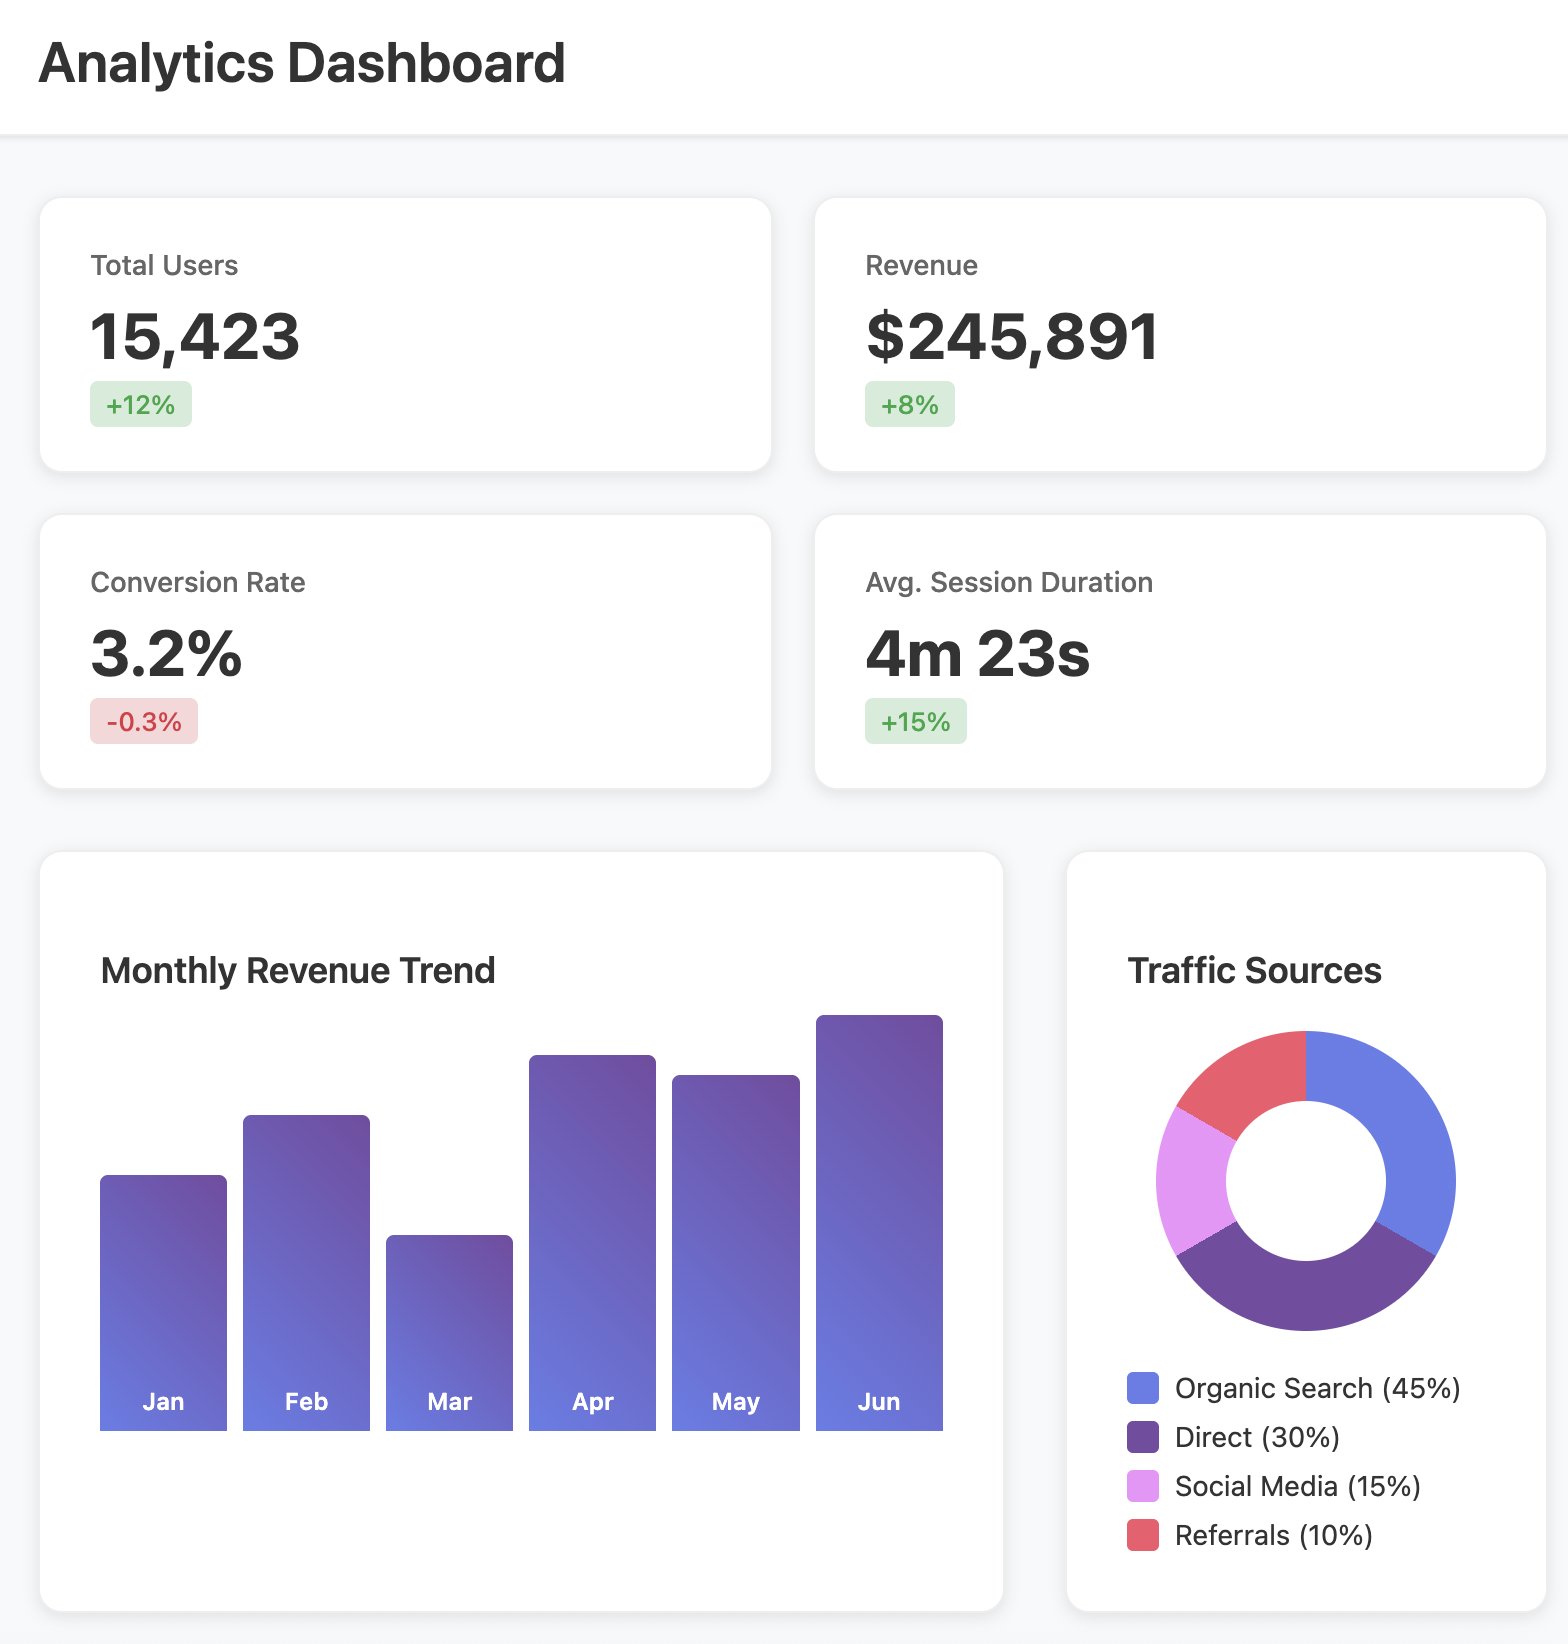 Analytics Dashboard
Total Users
15,423
+12%
Revenue
$245,891
+8%
Conversion Rate
3.2%
-0.3%
Avg. Session Duration
4m 23s
+15%
Monthly Revenue Trend
Jan Feb Mar Apr May Jun
Traffic Sources
Organic Search (45%)
Direct (30%)
Social Media (15%)
Referrals (10%)